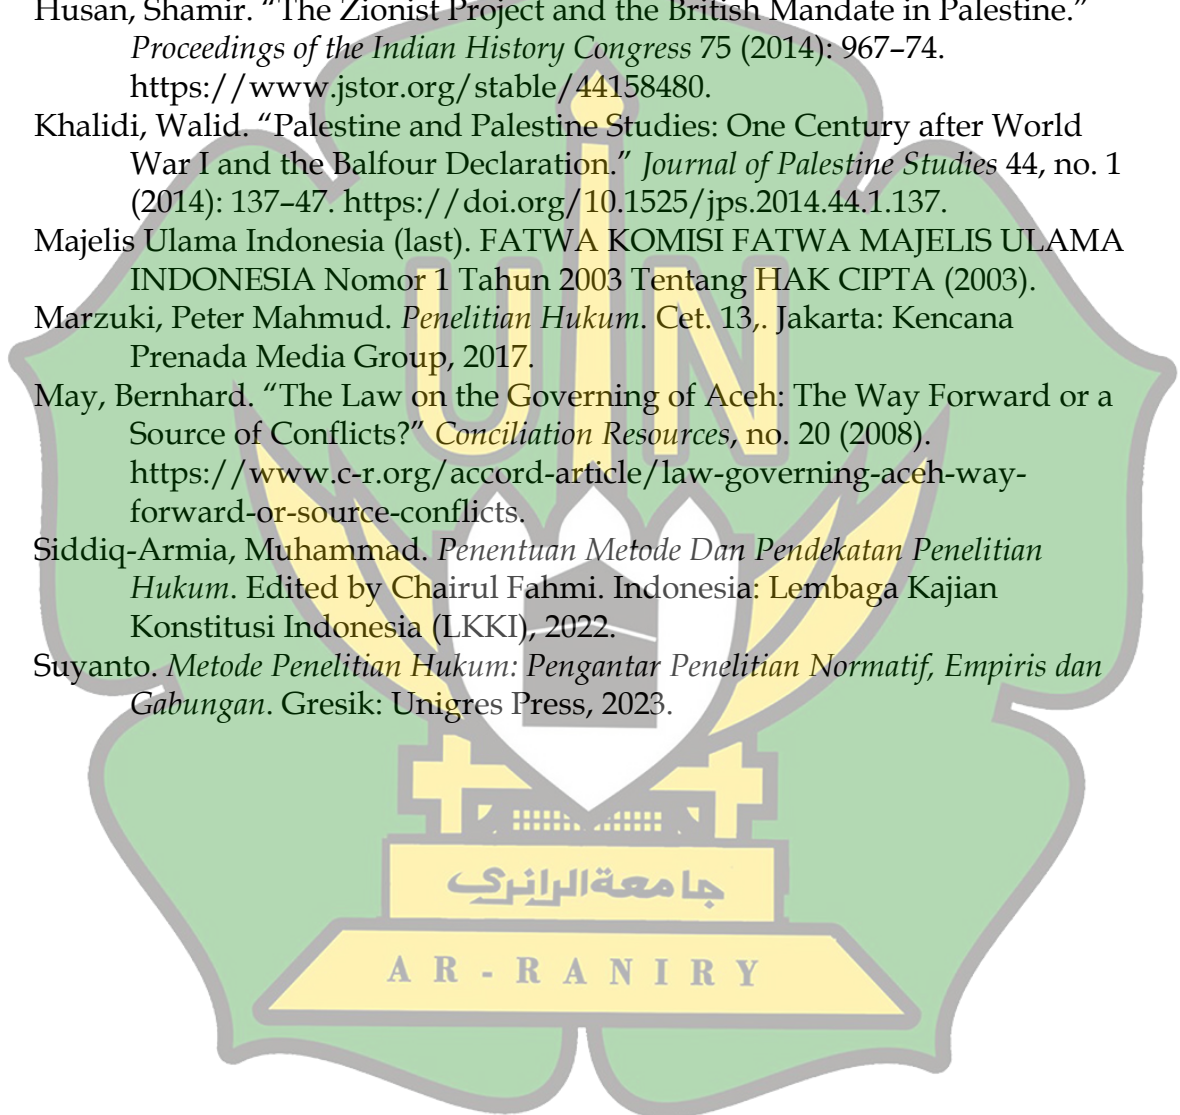 Husan, Shamir. “The Zionist Project and the British Mandate in Palestine.”
Proceedings of the Indian History Congress 75 (2014): 967–74.
https://www.jstor.org/stable/44158480.
Khalidi, Walid. “Palestine and Palestine Studies: One Century after World
War I and the Balfour Declaration.” Journal of Palestine Studies 44, no. 1
(2014): 137–47. https://doi.org/10.1525/jps.2014.44.1.137.
Majelis Ulama Indonesia (last). FATWA KOMISI FATWA MAJELIS ULAMA
INDONESIA Nomor 1 Tahun 2003 Tentang HAK CIPTA (2003).
Marzuki, Peter Mahmud. Penelitian Hukum. Cet. 13,. Jakarta: Kencana
Prenada Media Group, 2017.
May, Bernhard. “The Law on the Governing of Aceh: The Way Forward or a
Source of Conflicts?” Conciliation Resources, no. 20 (2008).
https://www.c-r.org/accord-article/law-governing-aceh-way-
forward-or-source-conflicts.
Siddiq-Armia, Muhammad. Penentuan Metode Dan Pendekatan Penelitian
Hukum. Edited by Chairul Fahmi. Indonesia: Lembaga Kajian
Konstitusi Indonesia (LKKI), 2022.
Suyanto. Metode Penelitian Hukum: Pengantar Penelitian Normatif, Empiris dan
Gabungan. Gresik: Unigres Press, 2023.
UIN
جامعةالرانري
AR-RANIRY